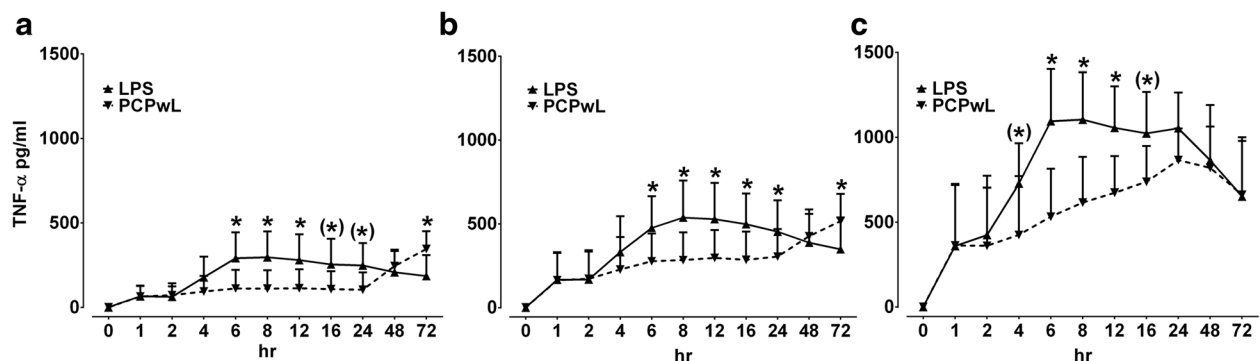 a
1500
1000
500
0
TNF-α pg/ml
LPS
PCPwL
* * * (*) (*) *
0 1 2 4 6 8 12 16 24 48 72
hr
b
1500
1000
500
0
LPS
PCPwL
* * * * * *
0 1 2 4 6 8 12 16 24 48 72
hr
c
1500
1000
500
0
LPS
PCPwL
(*) * * * (*)
0 1 2 4 6 8 12 16 24 48 72
hr